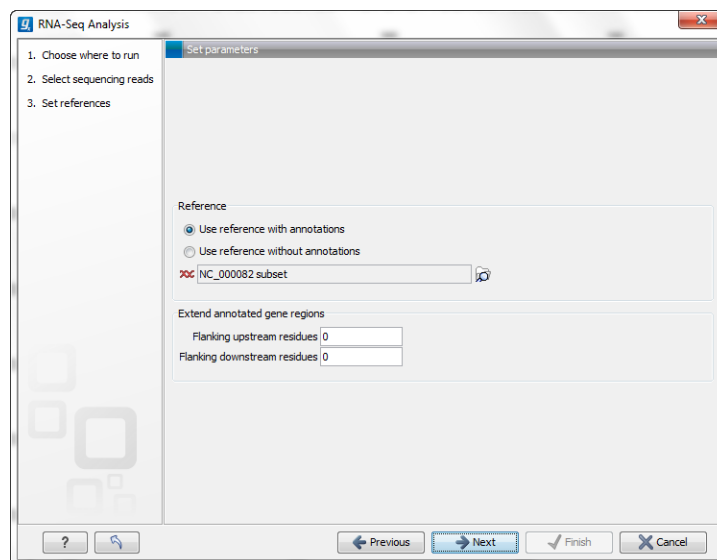 RNA-Seq Analysis
1. Choose where to run
2. Select sequencing reads
3. Set references
Set parameters
Reference
Use reference with annotations
Use reference without annotations
NC_000082 subset
Extend annotated gene regions
Flanking upstream residues 0
Flanking downstream residues 0
? Previous Next Finish Cancel